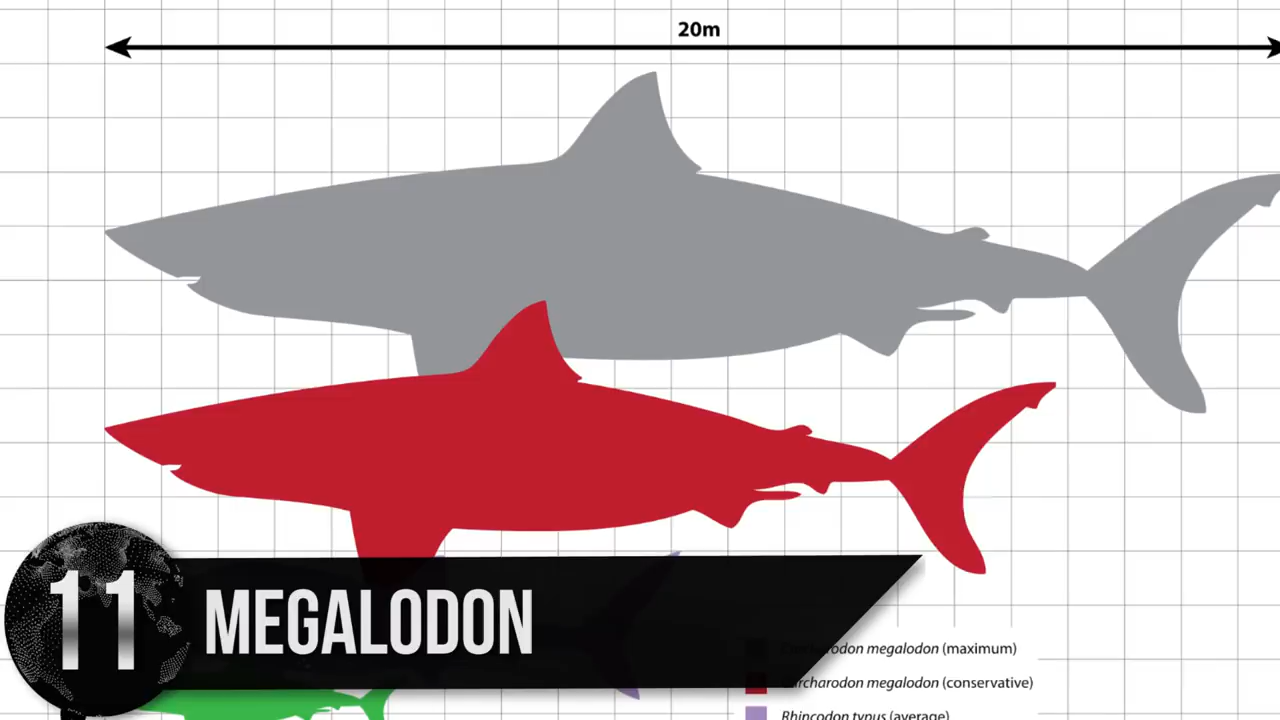 20m
11 MEGALODON
megalodon (maximum)
megalodon (conservative)
Rhincodon typus (average)